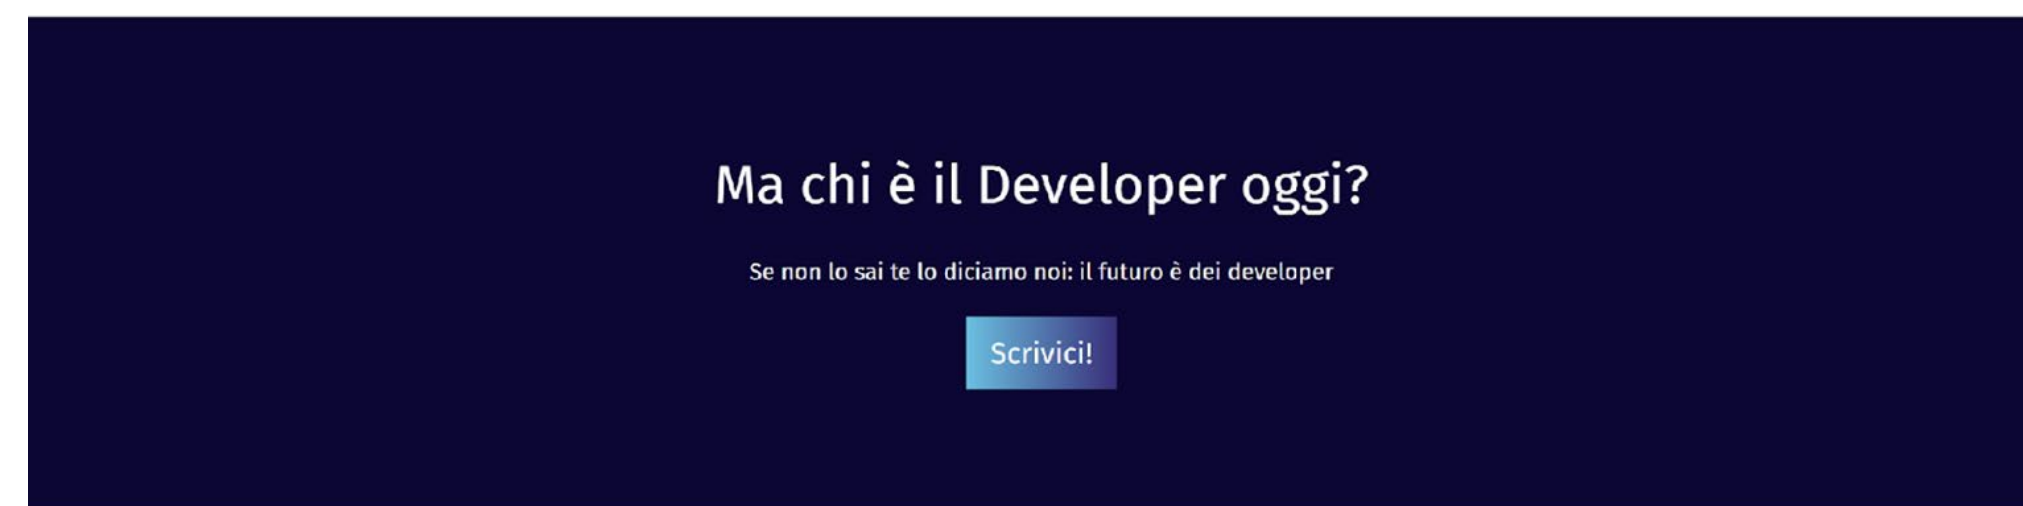 Ma chi è il Developer oggi?
Se non lo sai te lo diciamo noi: il futuro è dei developer
Scrivici!